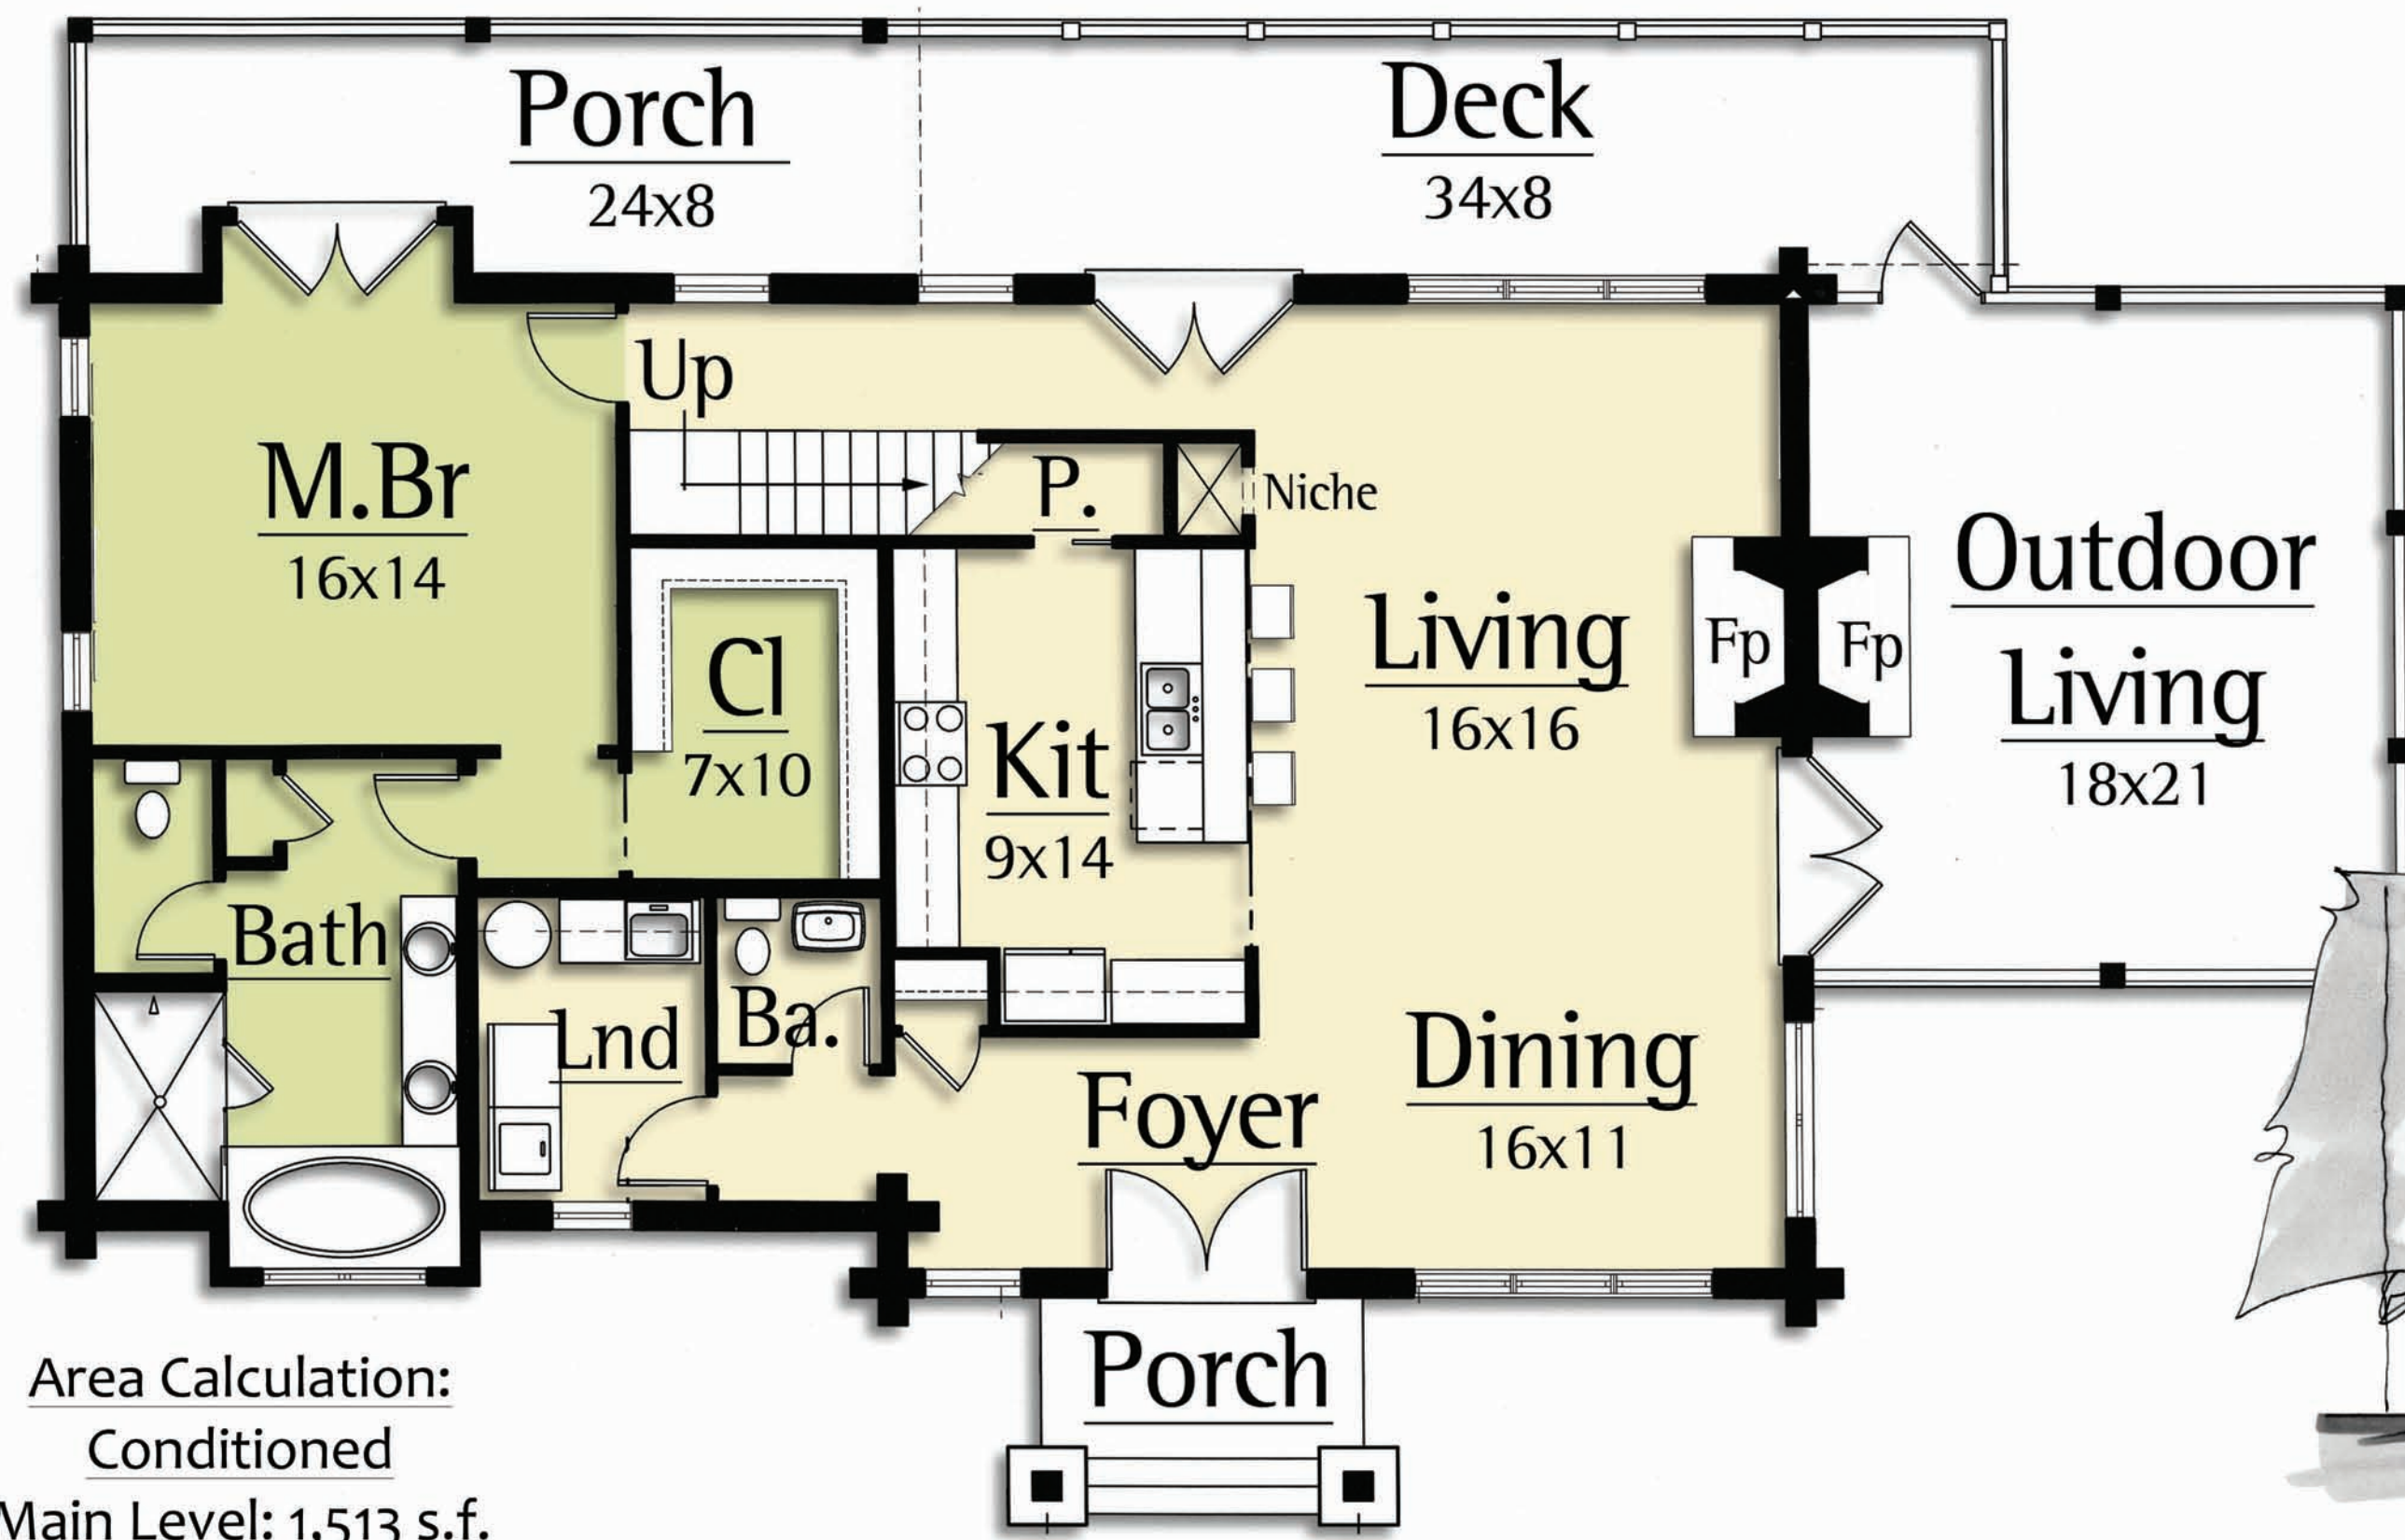 Porch
24x8
Deck
34x8
Up
M.Br
16x14
P.
Niche
Outdoor
Living
18x21
Living
16x16
Fp
Fp
Cl
7x10
Kit
9x14
Bath
Lnd
Ba.
Foyer
Dining
16x11
Porch
Area Calculation:
Conditioned
Main Level: 1,513 s.f.